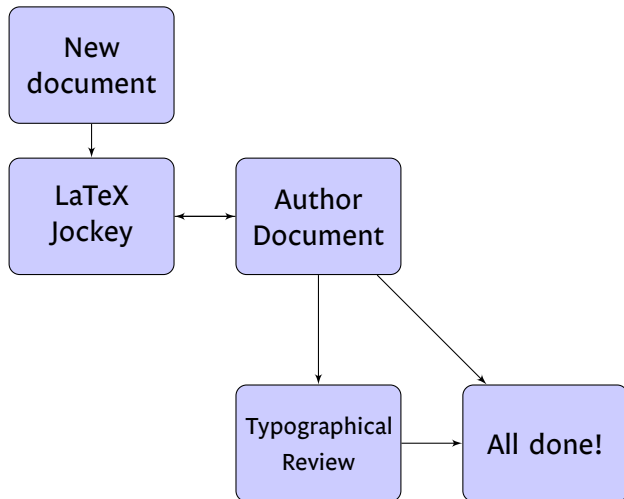 New
document
LaTeX
Jockey
Author
Document
Typographical
Review
All done!